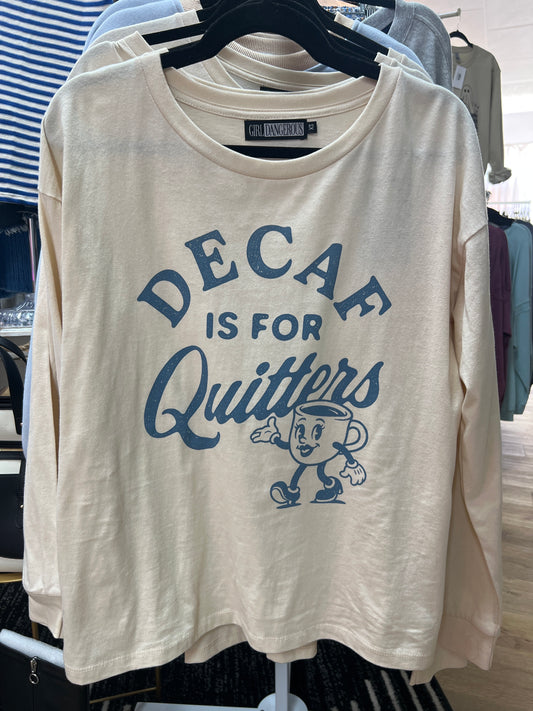 GIRL DANGEROUS
DECAF
IS FOR
Quitters